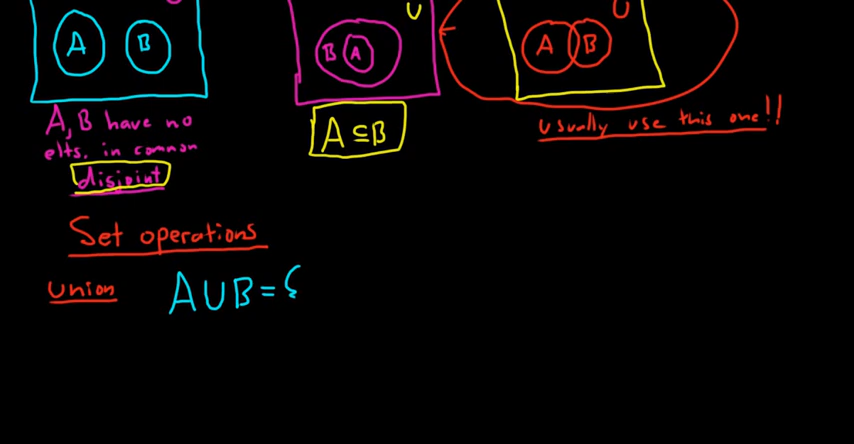 U
U
A B
B A
A B
A, B have no
elts. in common
disjoint
A ⊆ B
usually use this one!!
Set operations
Union A ∪ B = {